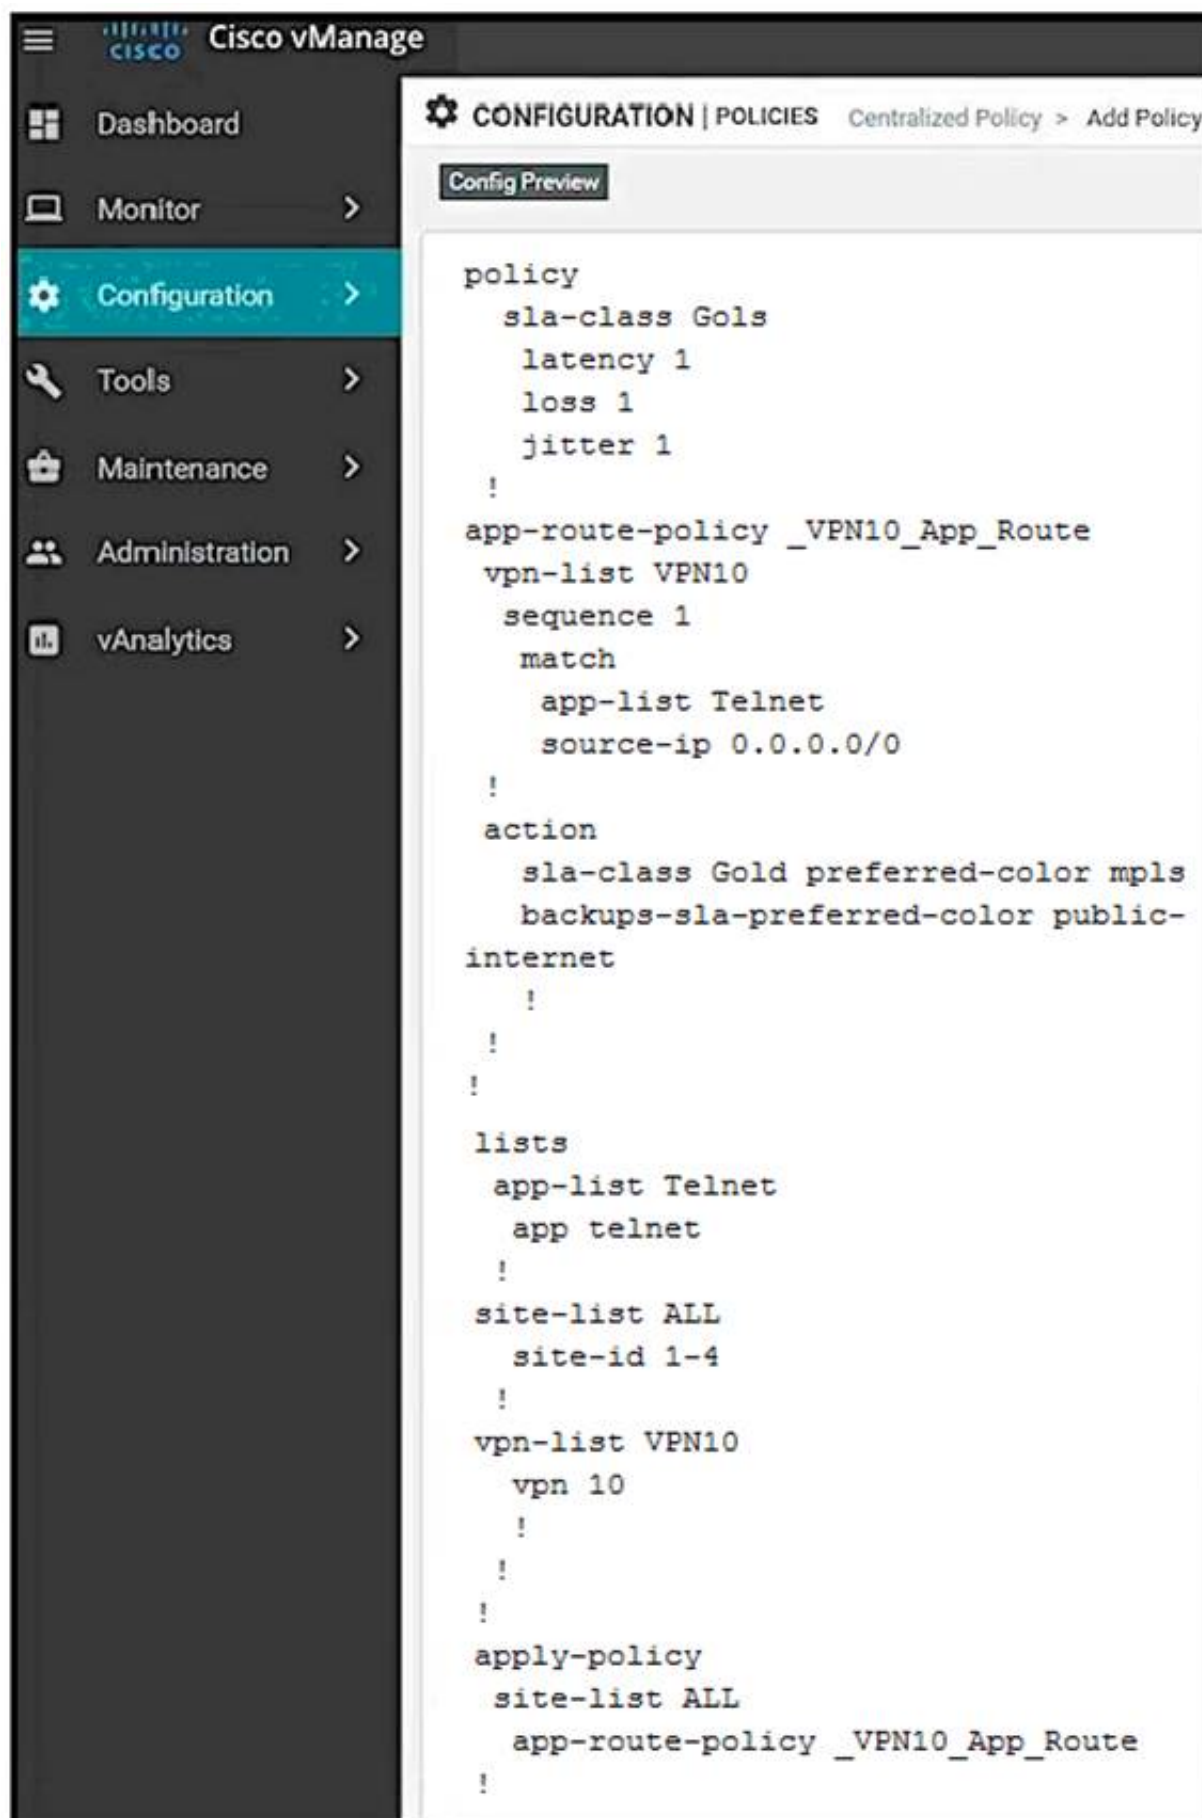 CISCO Cisco vManage
Dashboard
Monitor
Configuration
Tools
Maintenance
Administration
vAnalytics
CONFIGURATION | POLICIES Centralized Policy > Add Policy
Config Preview
policy
sla-class Gols
latency 1
loss 1
jitter 1
!
app-route-policy _VPN10_App_Route
vpn-list VPN10
sequence 1
match
app-list Telnet
source-ip 0.0.0.0/0
!
action
sla-class Gold preferred-color mpls
backups-sla-preferred-color public-
internet
!
!
!
lists
app-list Telnet
app telnet
!
site-list ALL
site-id 1-4
!
vpn-list VPN10
vpn 10
!
!
!
apply-policy
site-list ALL
app-route-policy _VPN10_App_Route
!